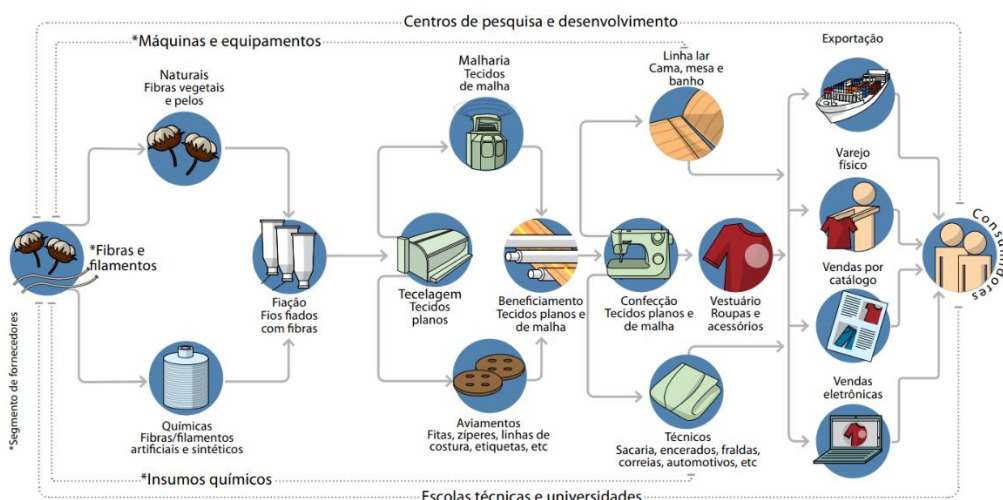 Centros de pesquisa e desenvolvimento
*Máquinas e equipamentos
Naturais
Fibras vegetais
e pelos
Malharia
Tecidos
de malha
Linha lar
Cama, mesa e
banho
Exportação
Varejo
físico
*Fibras e
filamentos
Fiação
Fios fiados
com fibras
Tecelagem
Tecidos
planos
Beneficiamento
Tecidos planos e
de malha
Confecção
Tecidos planos e
de malha
Vestuário
Roupas e
acessórios
Vendas por
catálogo
Consumidores
Químicas
Fibras/filamentos
artificiais e sintéticos
Aviamentos
Fitas, zíperes, linhas de
costura, etiquetas, etc
Técnicos
Sacaria, encerados, fraldas,
correias, automotivos, etc
Vendas
eletrônicas
*Segmento de fornecedores
*Insumos químicos
Escolas técnicas e universidades